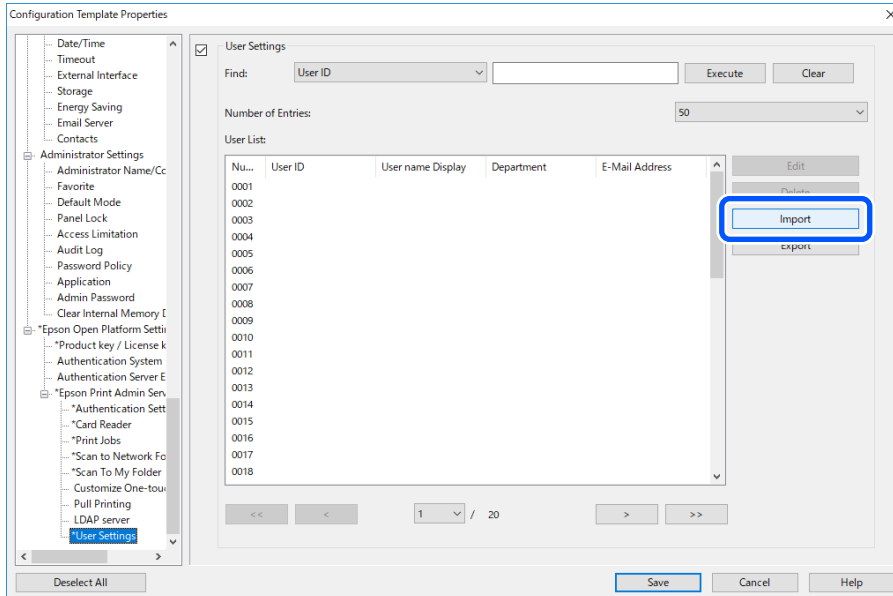 Configuration Template Properties
Date/Time
Timeout
External Interface
Storage
Energy Saving
Email Server
Contacts
Administrator Settings
Administrator Name/Co
Favorite
Default Mode
Panel Lock
Access Limitation
Audit Log
Password Policy
Application
Admin Password
Clear Internal Memory D
*Epson Open Platform Settin
*Product key / License k
Authentication System
Authentication Server E
*Epson Print Admin Serv
*Authentication Sett
*Card Reader
*Print Jobs
*Scan to Network Fo
*Scan To My Folder
Customize One-touc
Pull Printing
LDAP server
*User Settings
User Settings
Find: User ID Execute Clear
Number of Entries: 50
User List:
Nu... User ID User name Display Department E-Mail Address
0001
0002
0003
0004
0005
0006
0007
0008
0009
0010
0011
0012
0013
0014
0015
0016
0017
0018
Edit
Delete
Import
Export
<< < 1 / 20 > >>
Deselect All Save Cancel Help